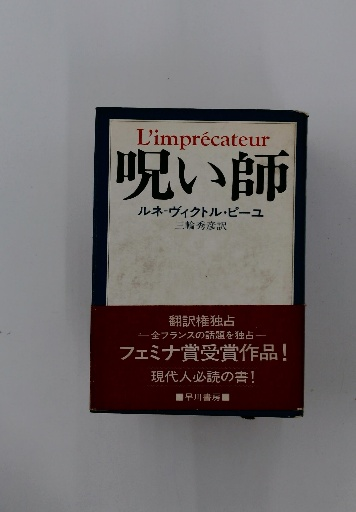 L'imprécateur
呪い師
ルネ-ヴィクトル・ピーユ
三輪秀彦訳
翻訳権独占
—全フランスの話題を独占—
フェミナ賞受賞作品!
現代人必読の書!
■早川書房■